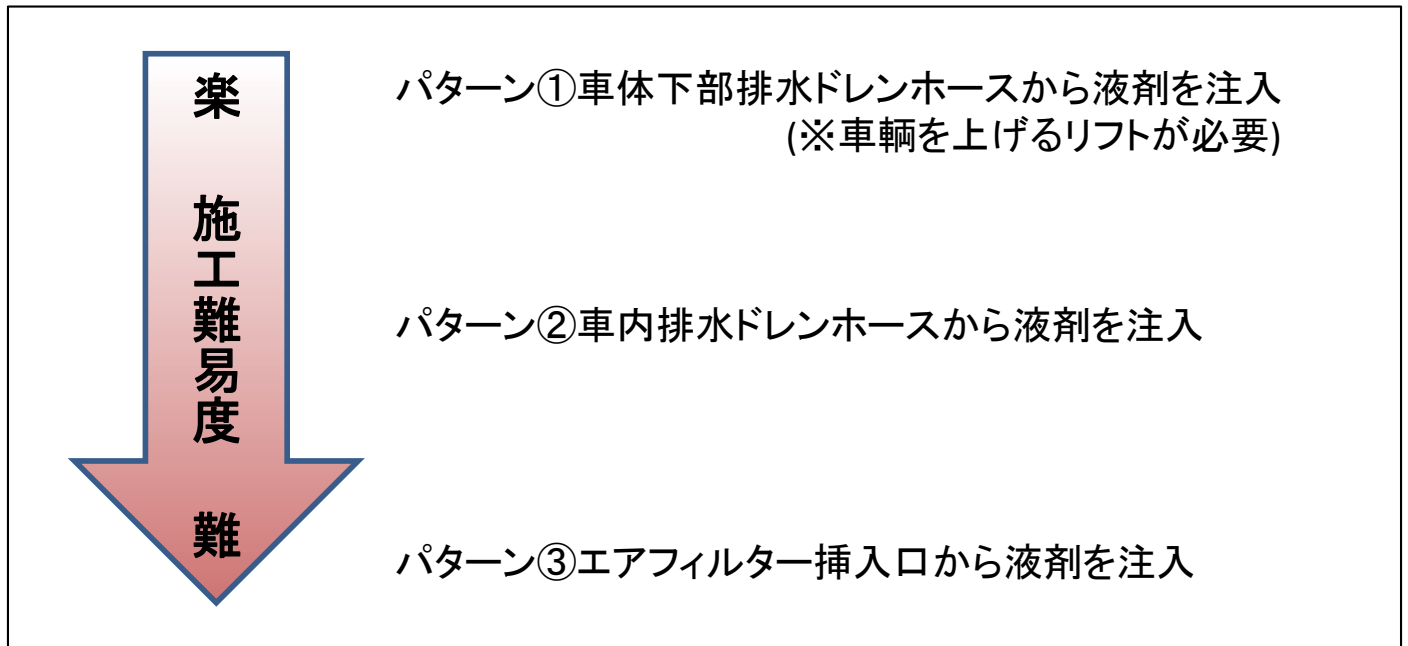 楽 施工難易度 難
パターン①車体下部排水ドレンホースから液剤を注入
(※車輌を上げるリフトが必要)
パターン②車内排水ドレンホースから液剤を注入
パターン③エアフィルター挿入口から液剤を注入